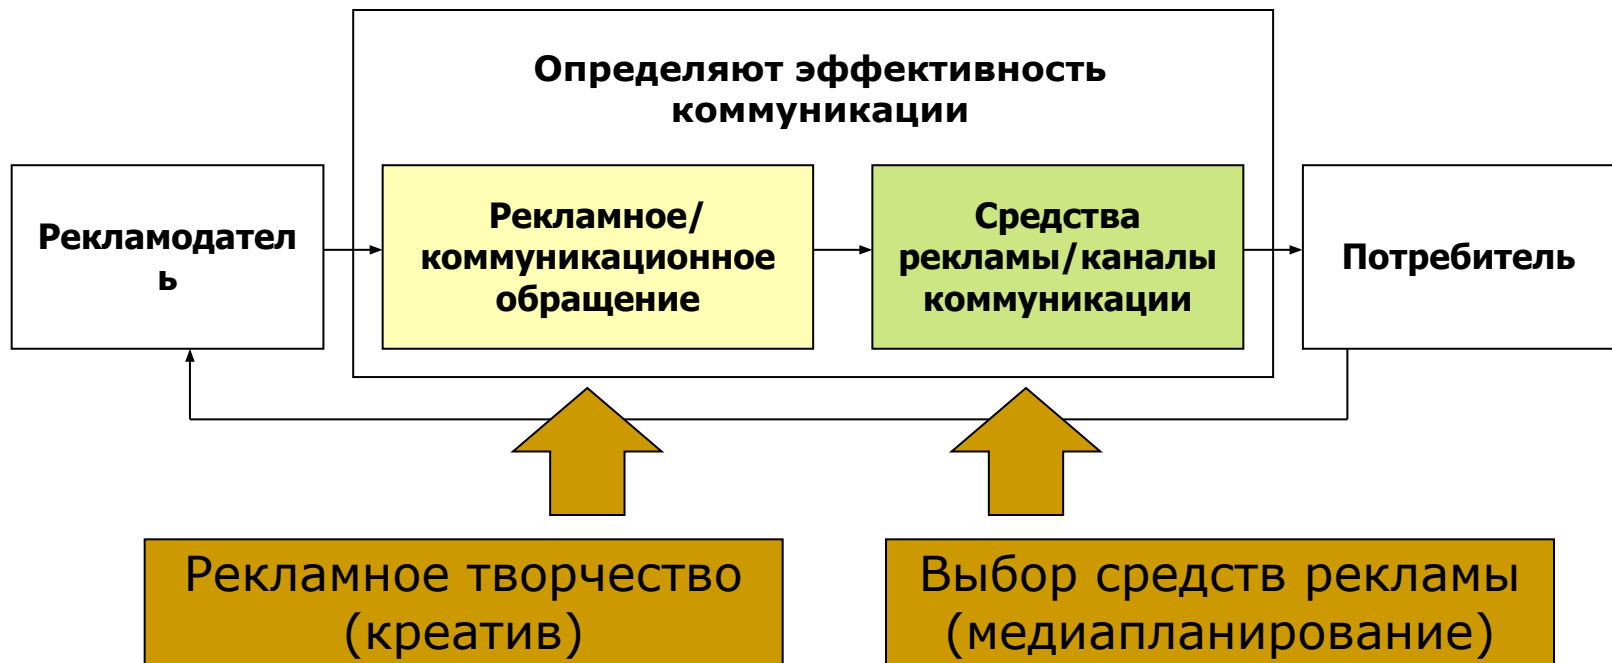 Определяют эффективность
коммуникации
Рекламодател
ь
Рекламное/
коммуникационное
обращение
Средства
рекламы/каналы
коммуникации
Потребитель
Рекламное творчество
(креатив)
Выбор средств рекламы
(медиапланирование)